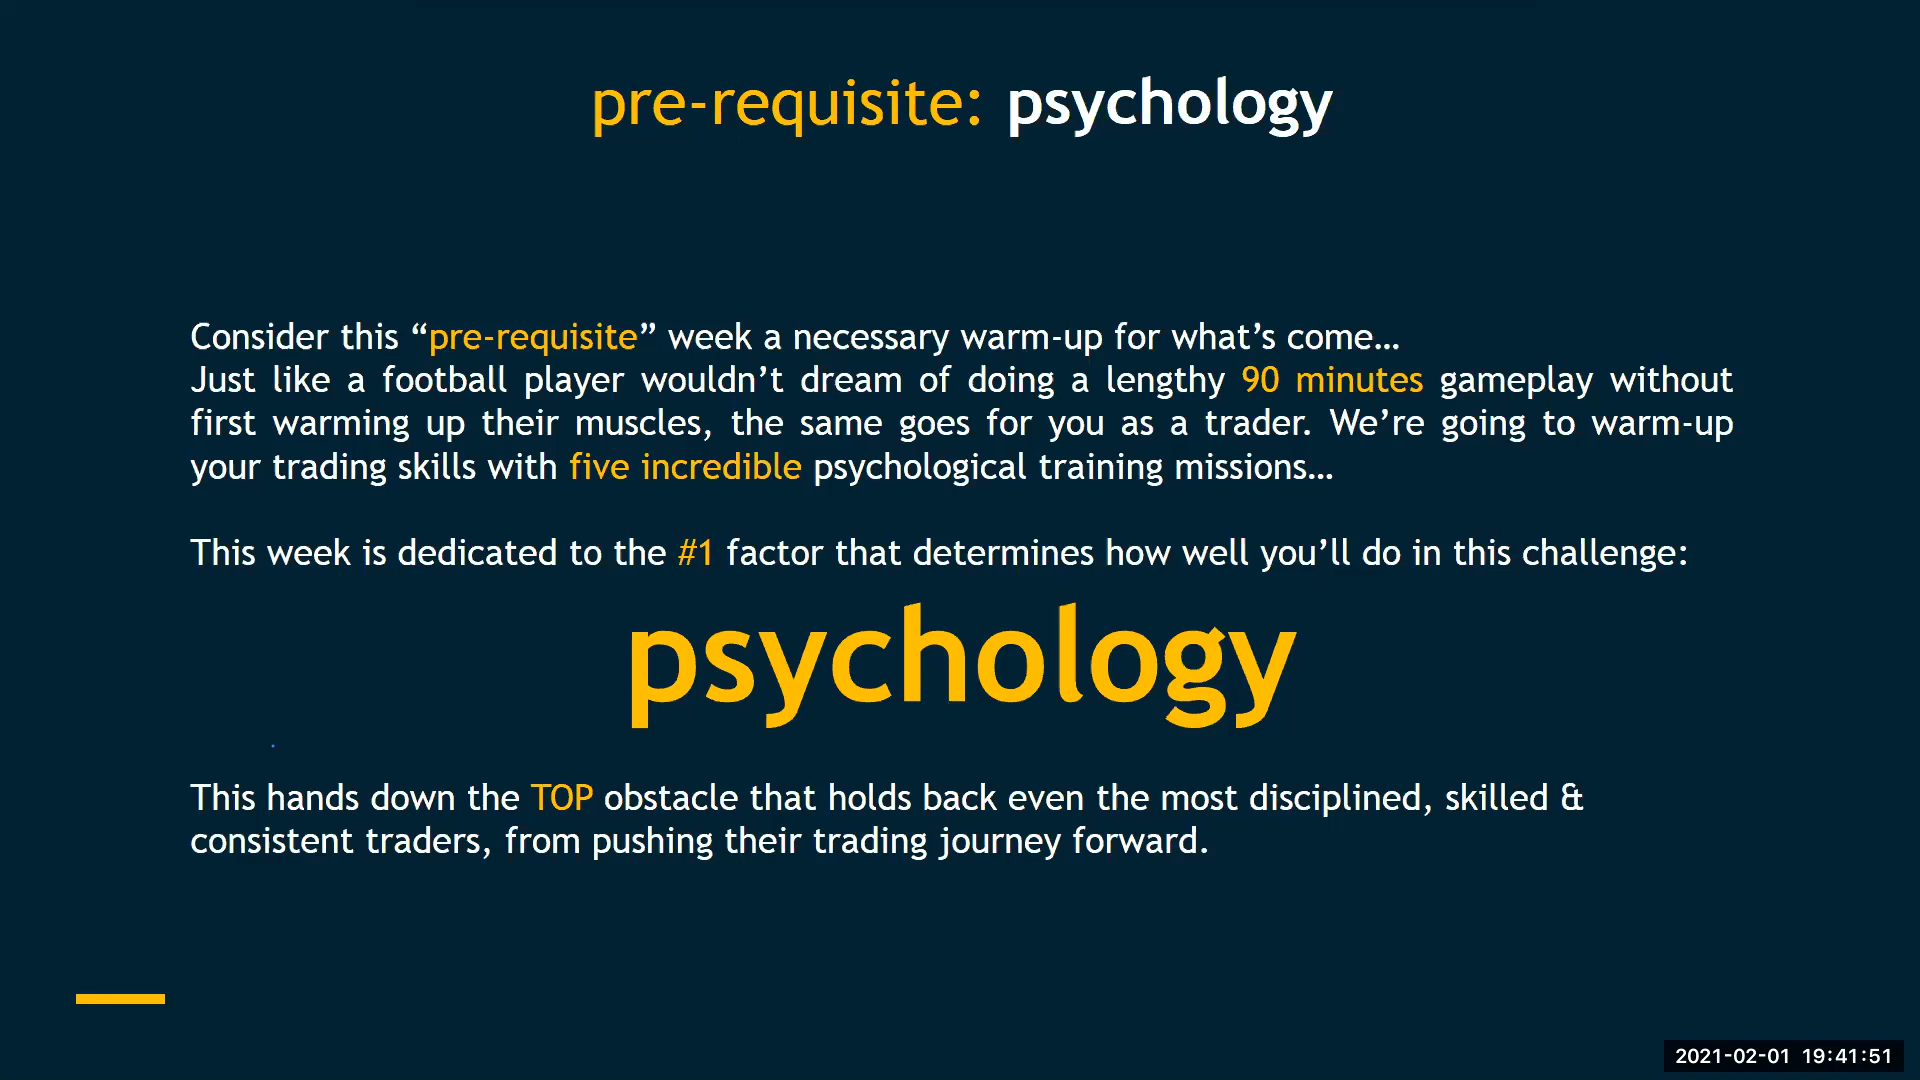 pre-requisite: psychology
Consider this “pre-requisite” week a necessary warm-up for what’s come…
Just like a football player wouldn’t dream of doing a lengthy 90 minutes gameplay without
first warming up their muscles, the same goes for you as a trader. We’re going to warm-up
your trading skills with five incredible psychological training missions…
This week is dedicated to the #1 factor that determines how well you’ll do in this challenge:
psychology
This hands down the TOP obstacle that holds back even the most disciplined, skilled &
consistent traders, from pushing their trading journey forward.
2021-02-01 19:41:51